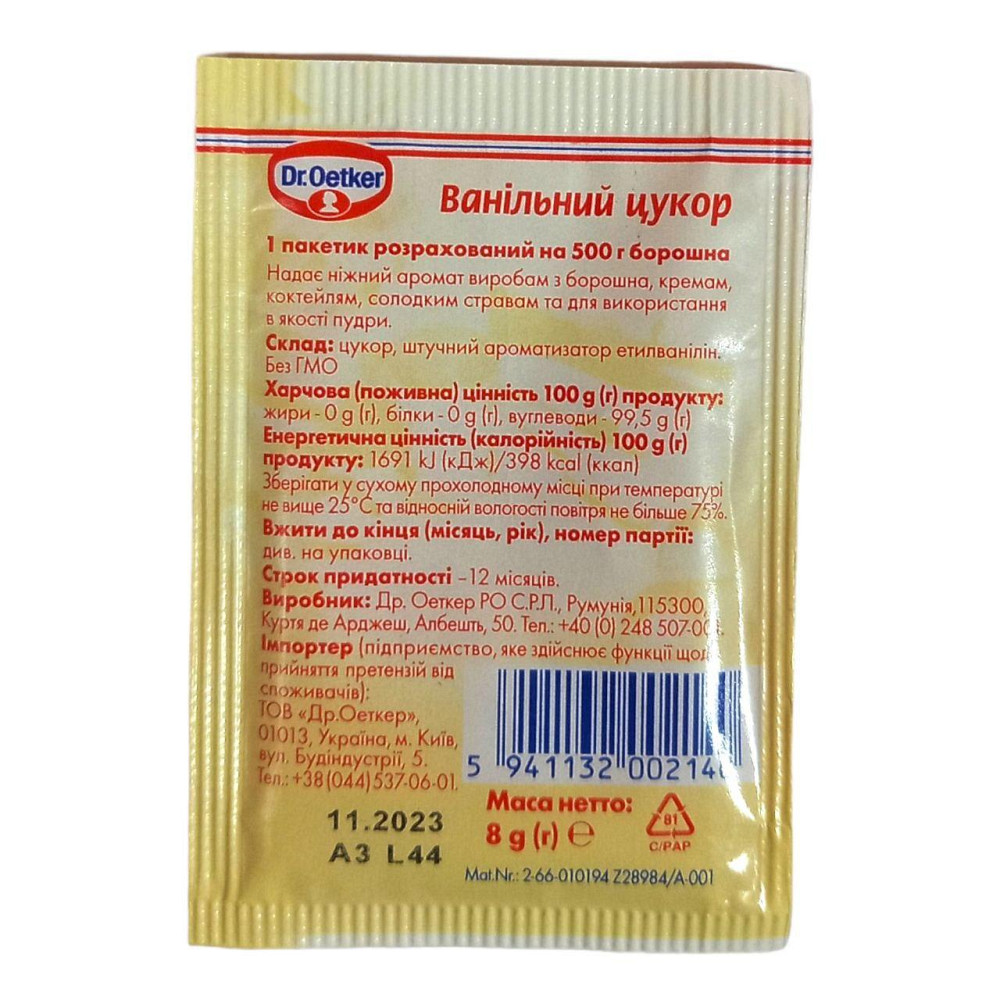 Dr.Oetker
Ванільний цукор
1 пакетик розрахований на 500 г борошна
Надає ніжний аромат виробам з борошна, кремам,
коктейлям, солодким стравам та для використання
в якості пудри.
Склад: цукор, штучний ароматизатор етилванілін.
Без ГМО
Харчова (поживна) цінність 100 g (г) продукту:
жири - 0 g (г), білки - 0 g (г), вуглеводи - 99,5 g (г)
Енергетична цінність (калорійність) 100 g (г)
продукту: 1691 kJ (кДж)/398 kcal (ккал)
Зберігати у сухому прохолодному місці при температурі
не вище 25°С та відносній вологості повітря не більше 75%.
Вжити до кінця (місяць, рік), номер партії:
див. на упаковці.
Строк придатності –12 місяців.
Виробник: Др. Оеткер РО С.Р.Л., Румунія,115300,
Куртя де Арджеш, Албешть, 50. Тел.: +40 (0) 248
Імпортер (підприємство, яке здійснює функції щодо
прийняття претензій від
споживачів):
ТОВ «Др.Оеткер»,
01013, Україна, м. Київ,
вул. Будіндустрії, 5.
Тел.: +38(044)537-06-01.
5 941132 00214
Маса нетто:
8 g (г) ℮
81
C/PAP
11.2023
A3 L44
Mat.Nr.: 2-66-010194 Z28984/A-001